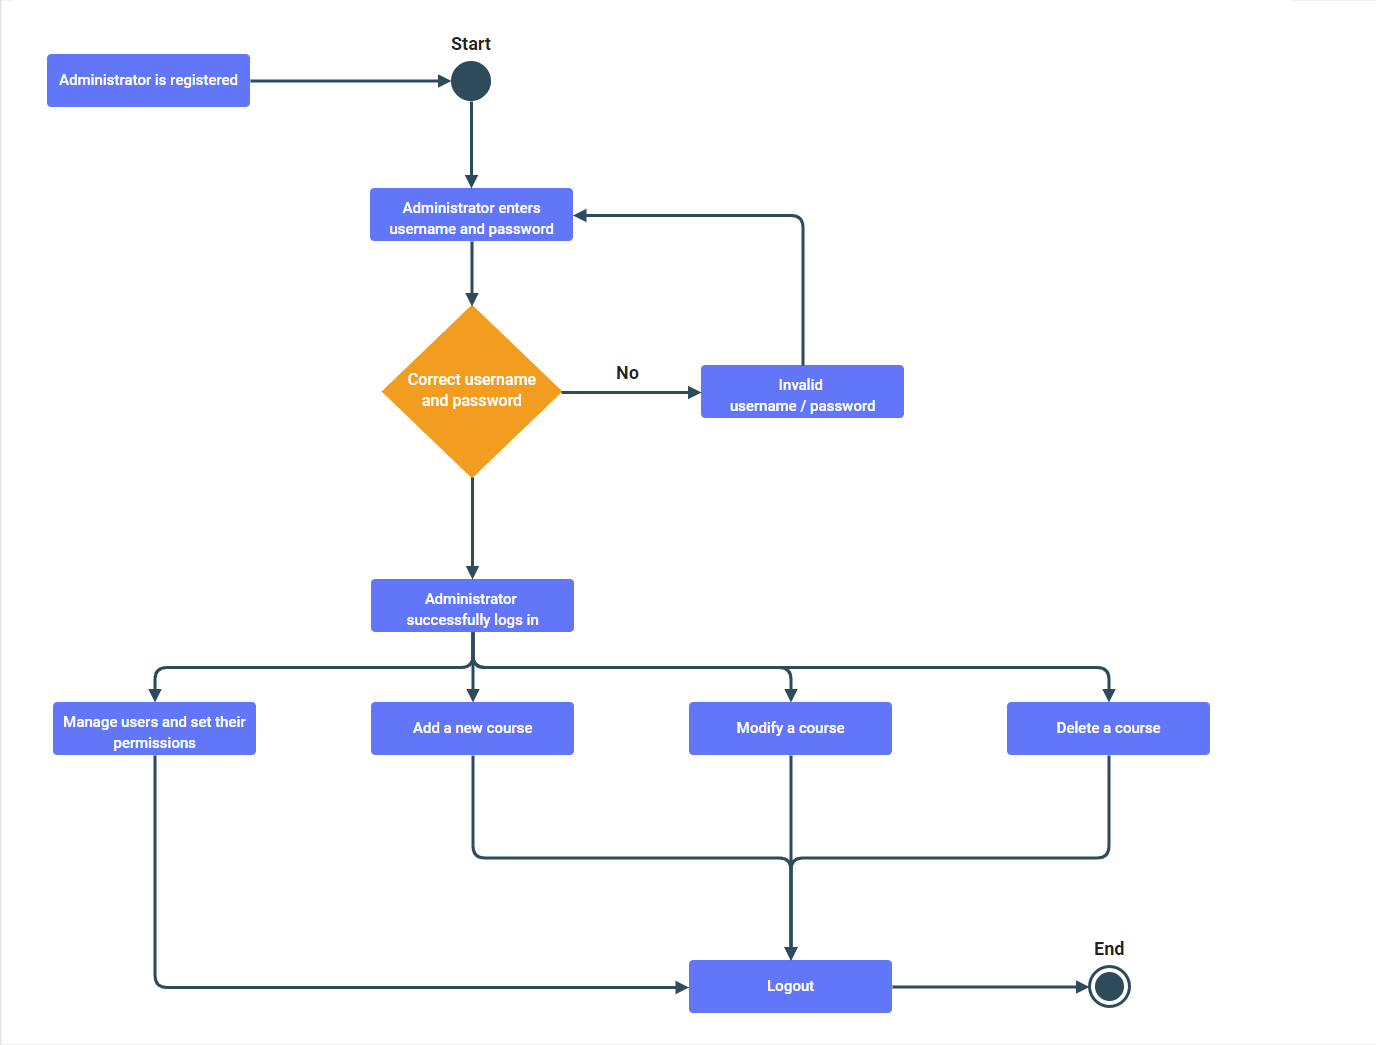 Start
Administrator is registered
Administrator enters
username and password
Correct username
and password
No
Invalid
username / password
Administrator
successfully logs in
Manage users and set their
permissions
Add a new course
Modify a course
Delete a course
End
Logout